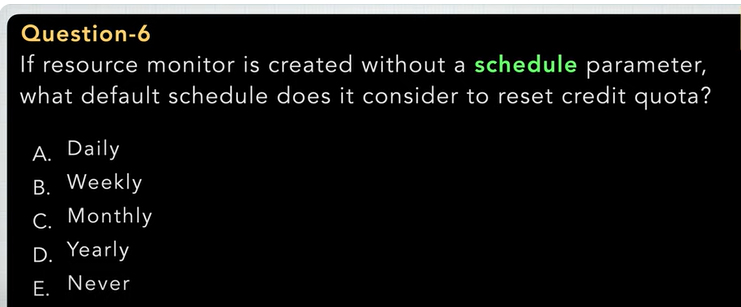 Question-6
If resource monitor is created without a schedule parameter,
what default schedule does it consider to reset credit quota?
A. Daily
B. Weekly
C. Monthly
D. Yearly
E. Never